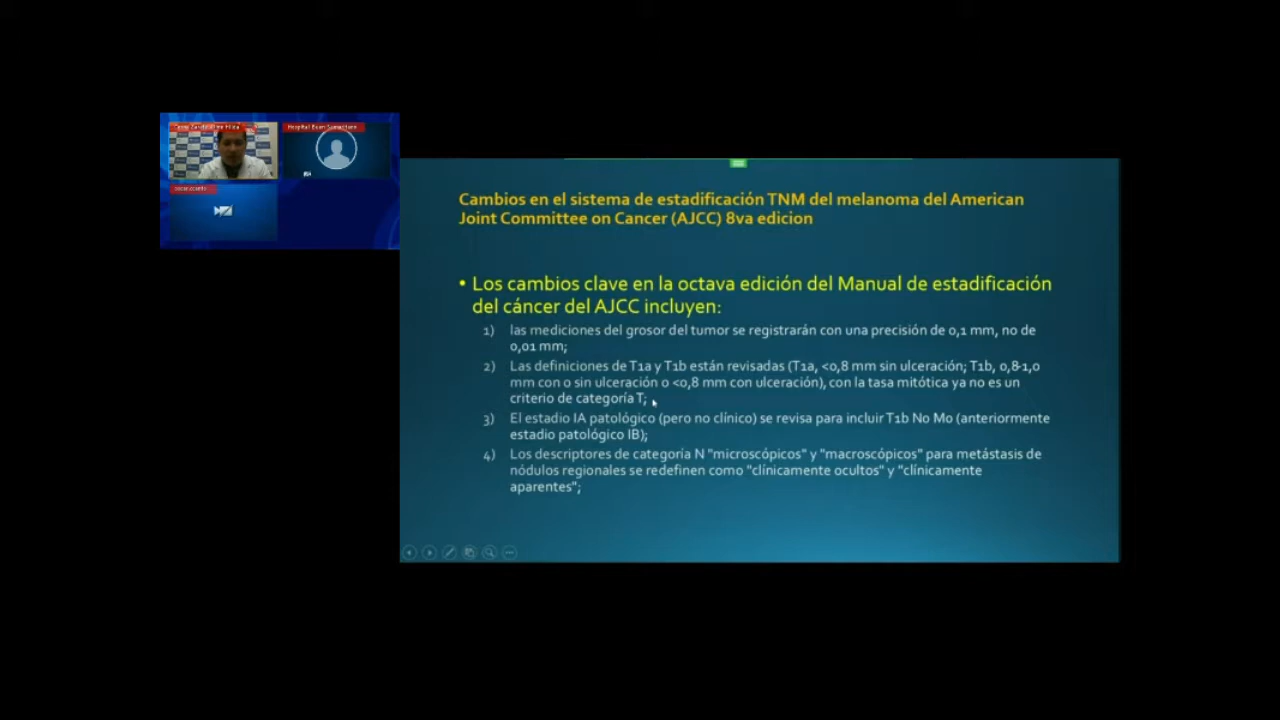 Hospital Buen Samaritano
Cambios en el sistema de estadificación TNM del melanoma del American
Joint Committee on Cancer (AJCC) 8va edicion
• Los cambios clave en la octava edición del Manual de estadificación
del cáncer del AJCC incluyen:
1) las mediciones del grosor del tumor se registrarán con una precisión de 0,1 mm, no de
0,01 mm;
2) Las definiciones de T1a y T1b están revisadas (T1a, <0,8 mm sin ulceración; T1b, 0,8-1,0
mm con o sin ulceración o <0,8 mm con ulceración), con la tasa mitótica ya no es un
criterio de categoría T;
3) El estadio IA patológico (pero no clínico) se revisa para incluir T1b No Mo (anteriormente
estadio patológico IB);
4) Los descriptores de categoría N "microscópicos" y "macroscópicos" para metástasis de
nódulos regionales se redefinen como "clínicamente ocultos" y "clínicamente
aparentes";